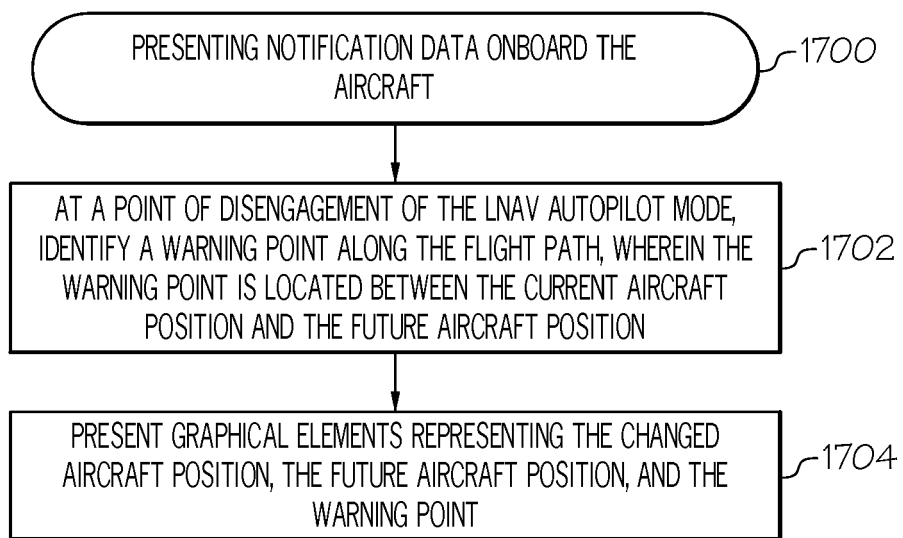 PRESENTING NOTIFICATION DATA ONBOARD THE
AIRCRAFT
1700
AT A POINT OF DISENGAGEMENT OF THE LNAV AUTOPILOT MODE,
IDENTIFY A WARNING POINT ALONG THE FLIGHT PATH, WHEREIN THE
WARNING POINT IS LOCATED BETWEEN THE CURRENT AIRCRAFT
POSITION AND THE FUTURE AIRCRAFT POSITION
1702
PRESENT GRAPHICAL ELEMENTS REPRESENTING THE CHANGED
AIRCRAFT POSITION, THE FUTURE AIRCRAFT POSITION, AND THE
WARNING POINT
1704